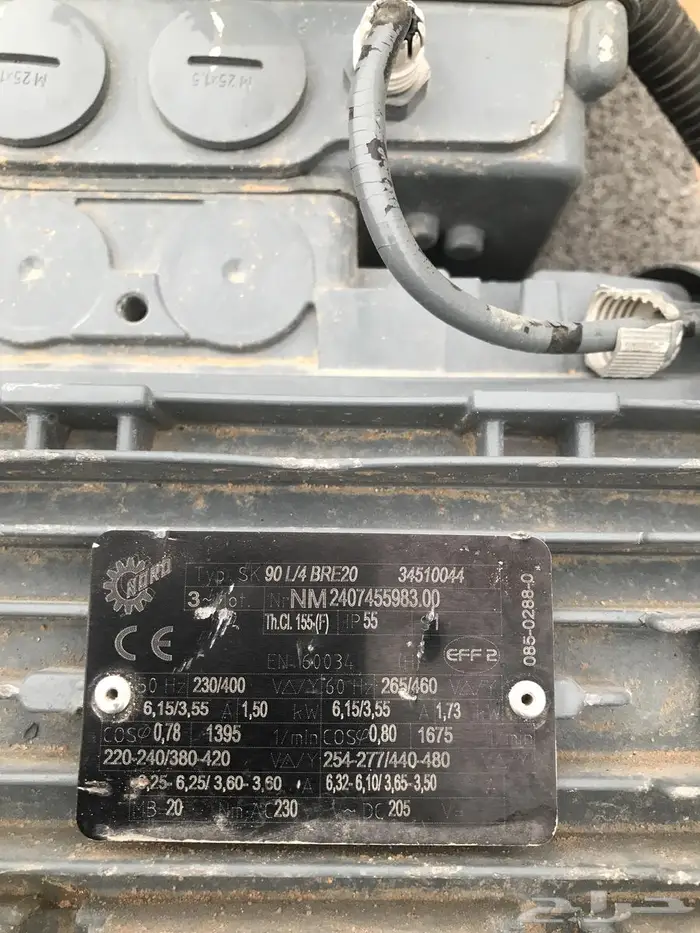 M 25x1,5
M 25x1,5
NORD
Typ. SK 90 L/4 BRE20 34510044
3~Mot. Nr. NM 2407455983.00
Th.Cl. 155-(F) IP 55
CE
EN 60034 (H) EFF 2
085-0288-0
50 Hz 230/400 V△/Y 60 Hz 265/460 V△/Y
6,15/3,55 A 1,50 kW 6,15/3,55 A 1,73 kW
COSφ 0,78 1395 1/min COSφ 0,80 1675 1/min
220-240/380-420 V△/Y 254-277/440-480 V△/Y
6,25-6,25/3,60-3,60 A 6,32-6,10/3,65-3,50
MB 20 Nm AC 230 V~ DC 205 V=
حراج